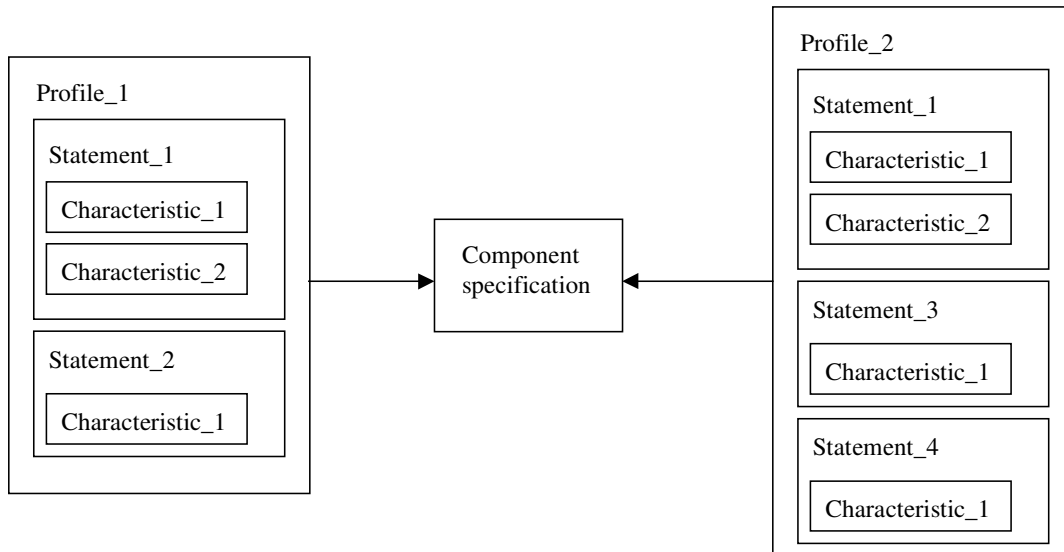 Profile_1
Statement_1
Characteristic_1
Characteristic_2
Statement_2
Characteristic_1
Component
specification
Profile_2
Statement_1
Characteristic_1
Characteristic_2
Statement_3
Characteristic_1
Statement_4
Characteristic_1